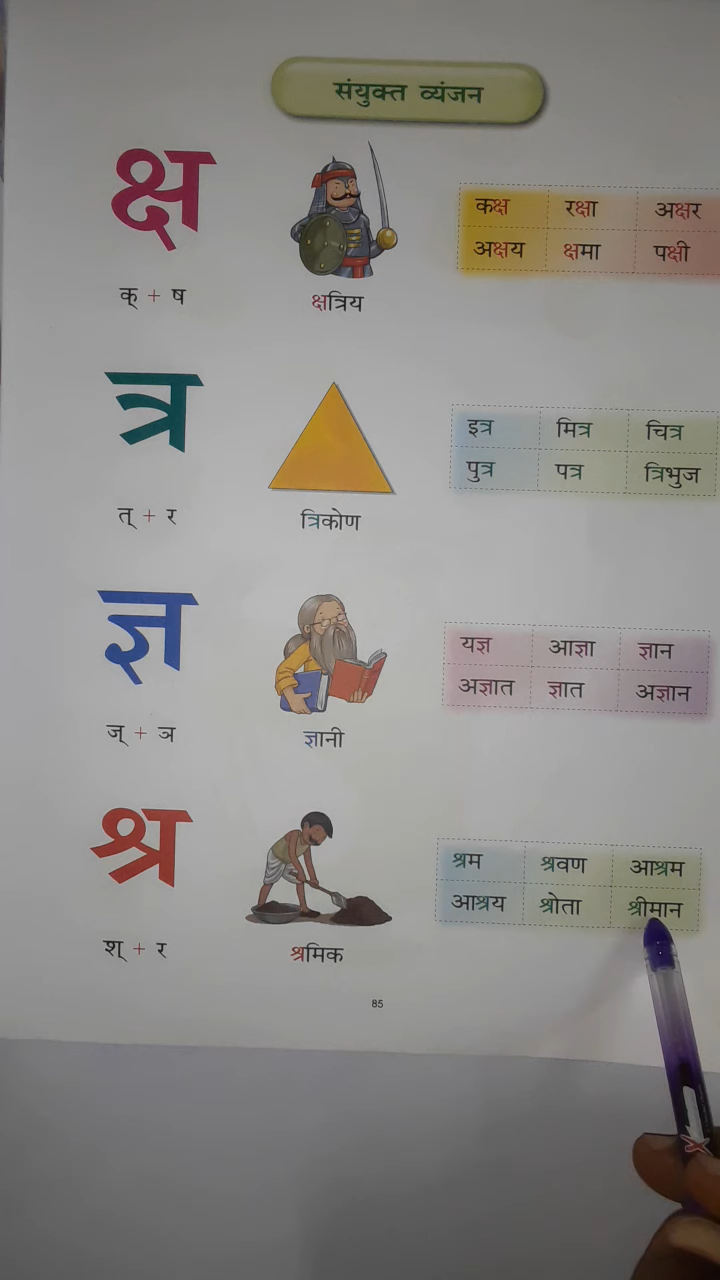 संयुक्त व्यंजन
क्ष
कक्ष रक्षा अक्षर
अक्षय क्षमा पक्षी
क् + ष
क्षत्रिय
त्र
इत्र मित्र चित्र
पुत्र पत्र त्रिभुज
त् + र
त्रिकोण
ज्ञ
यज्ञ आज्ञा ज्ञान
अज्ञात ज्ञात अज्ञान
ज् + ञ
ज्ञानी
श्र
श्रम श्रवण आश्रम
आश्रय श्रोता श्रीमान
श् + र
श्रमिक
85